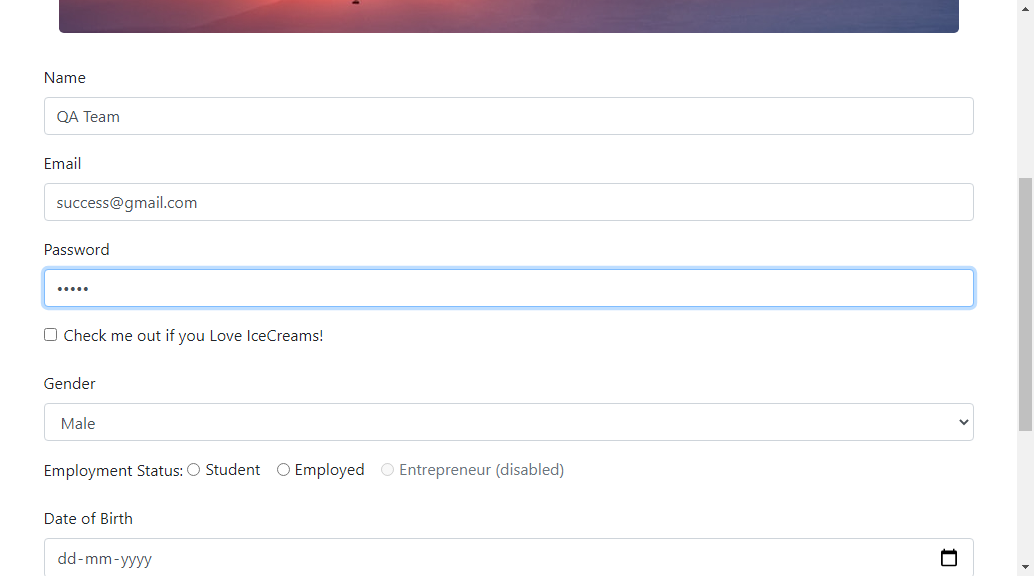 Name
QA Team
Email
success@gmail.com
Password
•••••
Check me out if you Love IceCreams!
Gender
Male
Employment Status: Student Employed Entrepreneur (disabled)
Date of Birth
dd-mm-yyyy